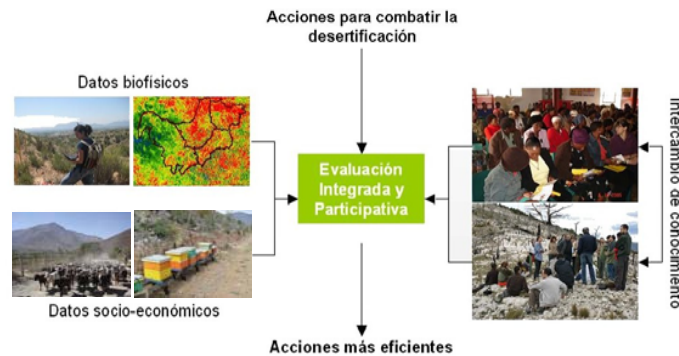 Acciones para combatir la
desertificación
Datos biofísicos
Evaluación
Integrada y
Participativa
Intercambio de conocimiento
Datos socio-económicos
Acciones más eficientes